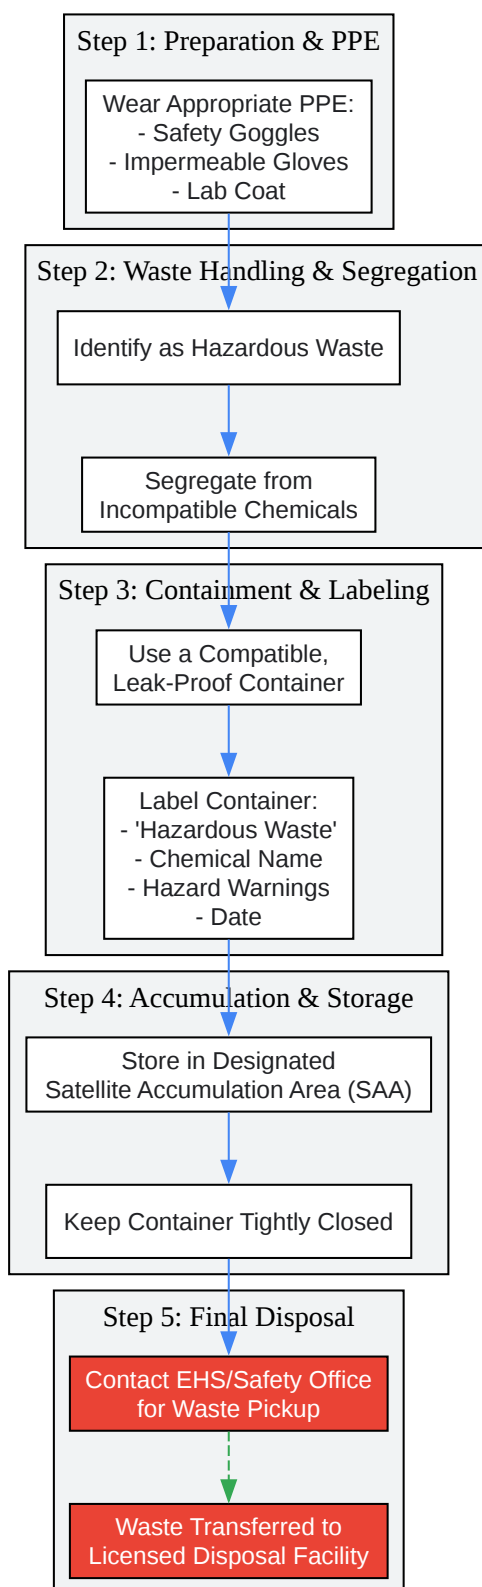 Step 1: Preparation & PPE
Wear Appropriate PPE:
- Safety Goggles
- Impermeable Gloves
- Lab Coat
Step 2: Waste Handling & Segregation
Identify as Hazardous Waste
Segregate from
Incompatible Chemicals
Step 3: Containment & Labeling
Use a Compatible,
Leak-Proof Container
Label Container:
- 'Hazardous Waste'
- Chemical Name
- Hazard Warnings
- Date
Step 4: Accumulation & Storage
Store in Designated
Satellite Accumulation Area (SAA)
Keep Container Tightly Closed
Step 5: Final Disposal
Contact EHS/Safety Office
for Waste Pickup
Waste Transferred to
Licensed Disposal Facility